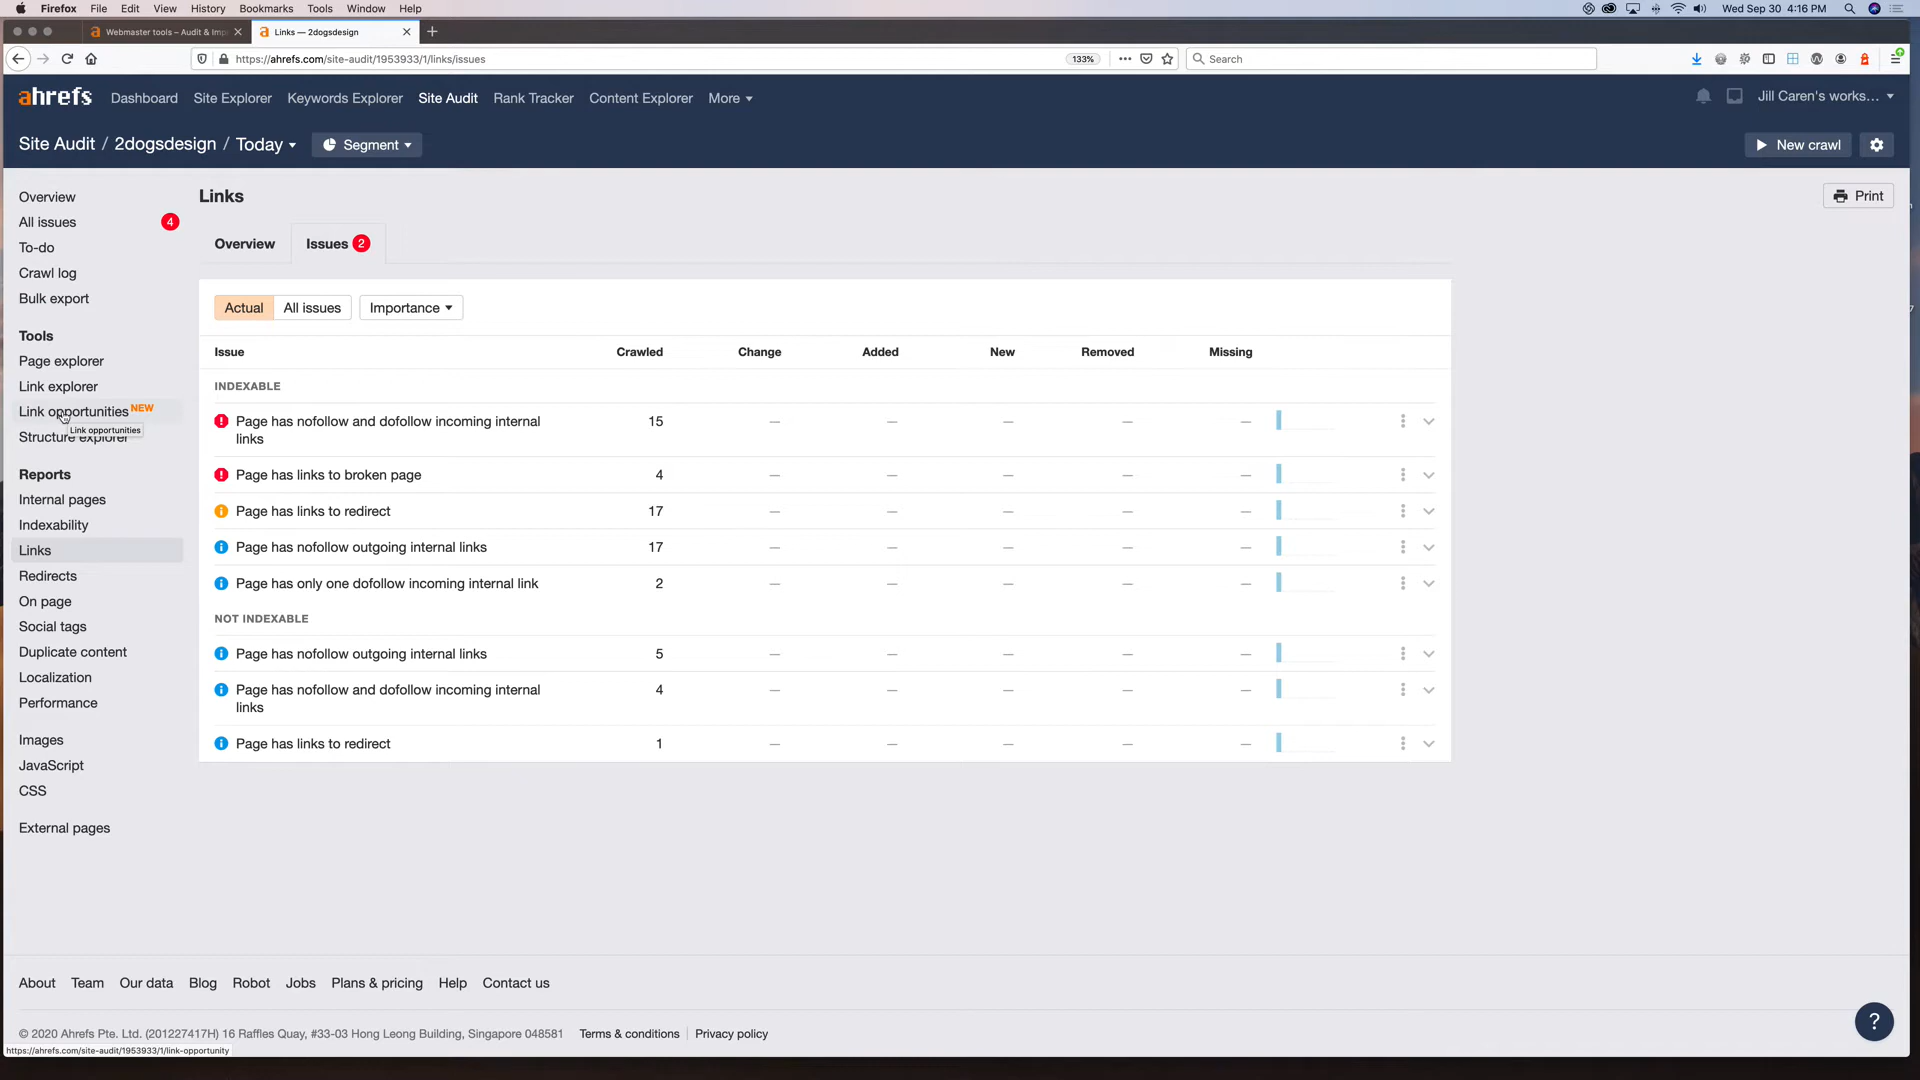 Firefox File Edit View History Bookmarks Tools Window Help Wed Sep 30 4:16 PM
Webmaster tools – Audit & Imp Links — 2dogsdesign
https://ahrefs.com/site-audit/1953933/1/links/issues 133% Search
ahrefs Dashboard Site Explorer Keywords Explorer Site Audit Rank Tracker Content Explorer More Jill Caren's works...
Site Audit / 2dogsdesign / Today Segment New crawl
Overview
All issues 4
To-do
Crawl log
Bulk export
Tools
Page explorer
Link explorer
Link opportunities NEW
Link opportunities
Structure explorer
Reports
Internal pages
Indexability
Links
Redirects
On page
Social tags
Duplicate content
Localization
Performance
Images
JavaScript
CSS
External pages
Links Print
Overview Issues 2
Actual All issues Importance
Issue Crawled Change Added New Removed Missing
INDEXABLE
Page has nofollow and dofollow incoming internal 15 — — — — —
links
Page has links to broken page 4 — — — — —
Page has links to redirect 17 — — — — —
Page has nofollow outgoing internal links 17 — — — — —
Page has only one dofollow incoming internal link 2 — — — — —
NOT INDEXABLE
Page has nofollow outgoing internal links 5 — — — — —
Page has nofollow and dofollow incoming internal 4 — — — — —
links
Page has links to redirect 1 — — — — —
About Team Our data Blog Robot Jobs Plans & pricing Help Contact us
© 2020 Ahrefs Pte. Ltd. (201227417H) 16 Raffles Quay, #33-03 Hong Leong Building, Singapore 048581 Terms & conditions Privacy policy
https://ahrefs.com/site-audit/1953933/1/link-opportunity
?